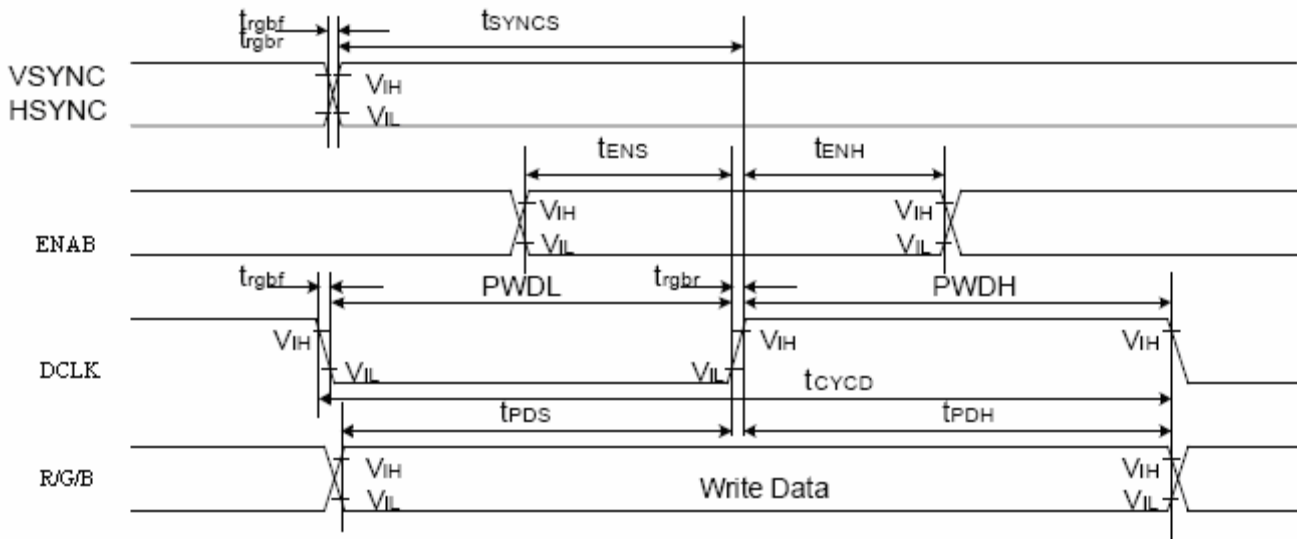 trgbf
trgbr
tSYNCS
VSYNC
HSYNC
VIH
VIL
tENS
tENH
ENAB
VIH
VIL
VIH
VIL
trgbf
PWDL
trgbr
PWDH
DCLK
VIH
VIL
VIL
VIH
VIH
tCYCD
tPDS
tPDH
R/G/B
VIH
VIL
Write Data
VIH
VIL